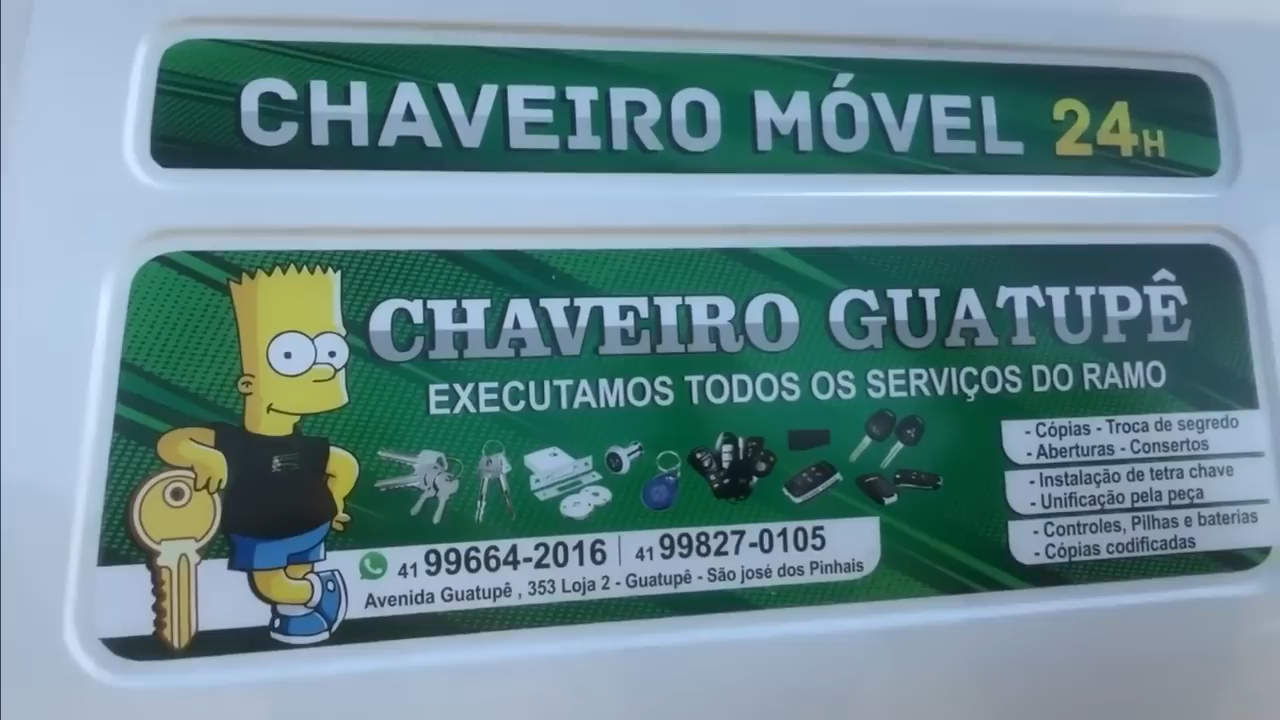 CHAVEIRO MÓVEL 24H
CHAVEIRO GUATUPÊ
EXECUTAMOS TODOS OS SERVIÇOS DO RAMO
- Cópias - Troca de segredo
- Aberturas - Consertos
- Instalação de tetra chave
- Unificação pela peça
- Controles, Pilhas e baterias
- Cópias codificadas
41 99664-2016 | 41 99827-0105
Avenida Guatupê , 353 Loja 2 - Guatupê - São josé dos Pinhais